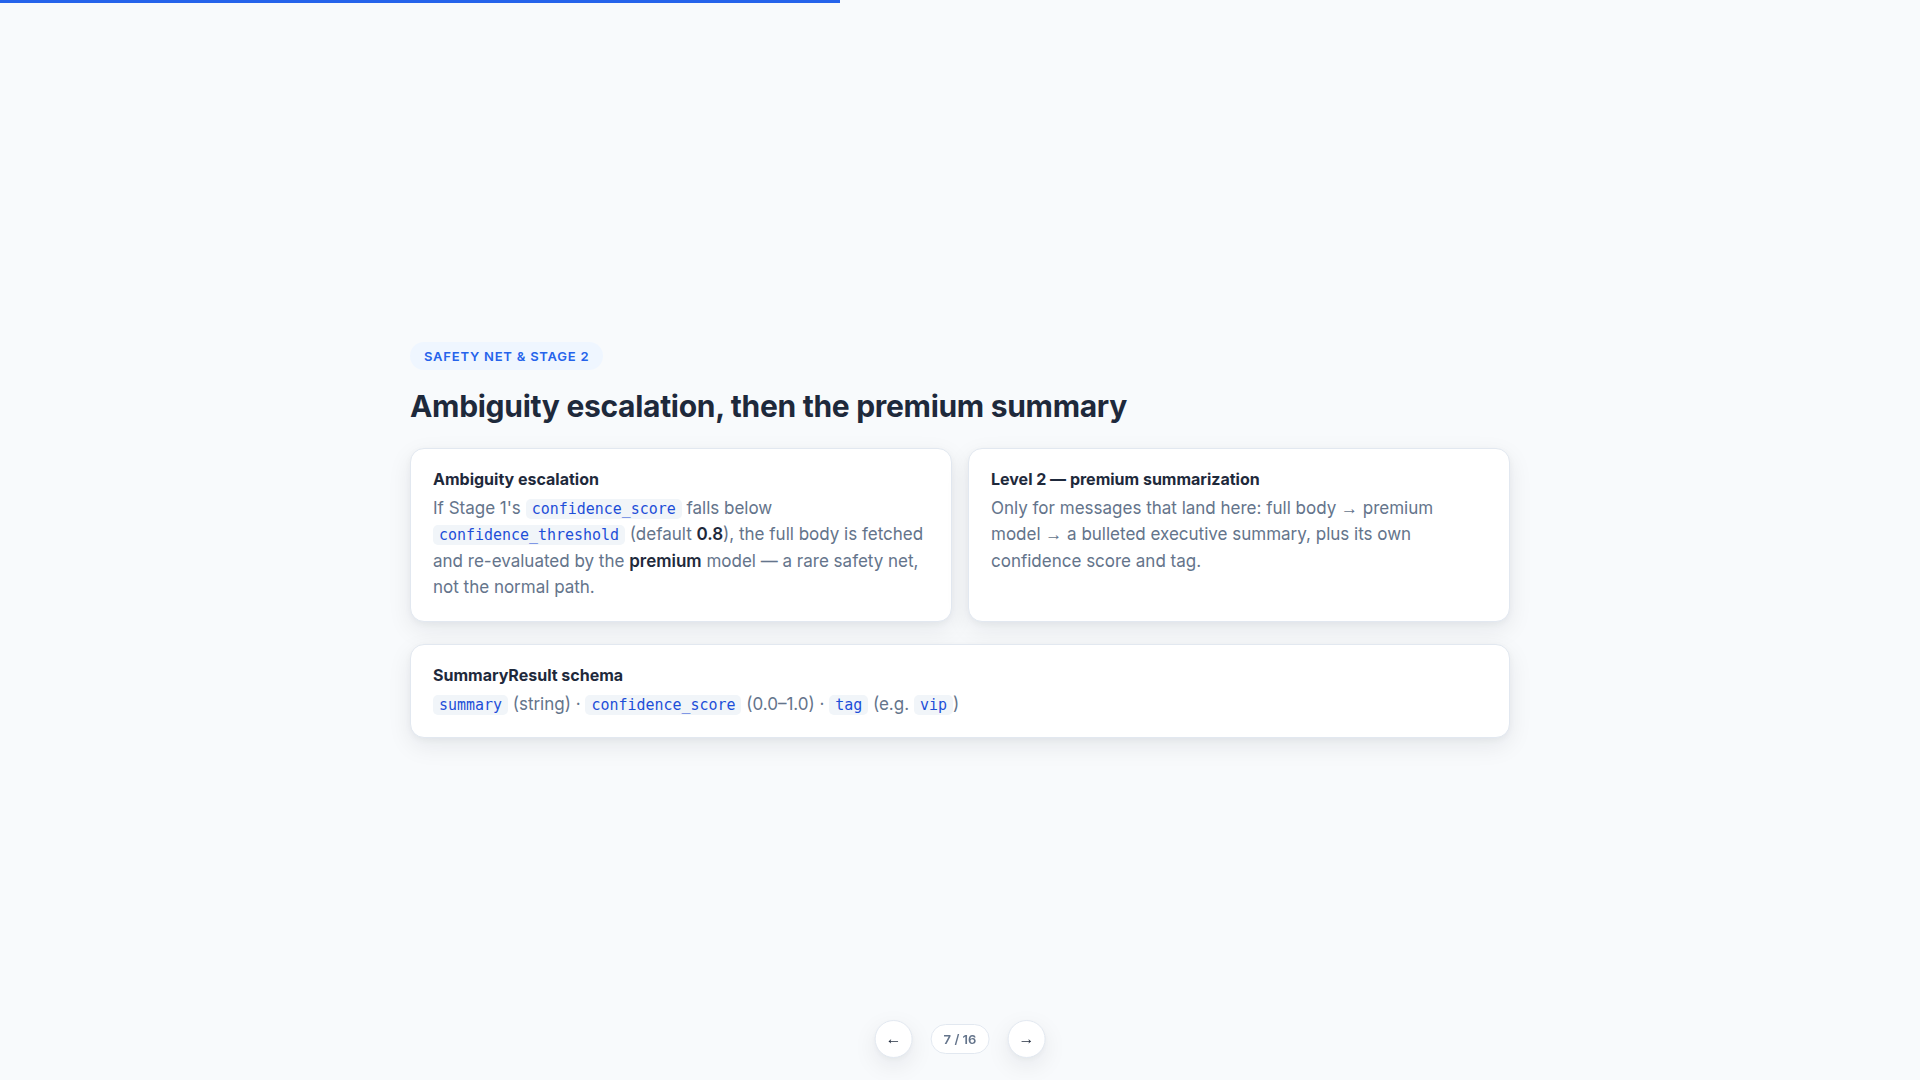 SAFETY NET & STAGE 2
Ambiguity escalation, then the premium summary
Ambiguity escalation
If Stage 1's confidence_score falls below
confidence_threshold (default 0.8), the full body is fetched
and re-evaluated by the premium model — a rare safety net,
not the normal path.
Level 2 — premium summarization
Only for messages that land here: full body → premium
model → a bulleted executive summary, plus its own
confidence score and tag.
SummaryResult schema
summary (string) · confidence_score (0.0–1.0) · tag (e.g. vip)
← 7 / 16 →